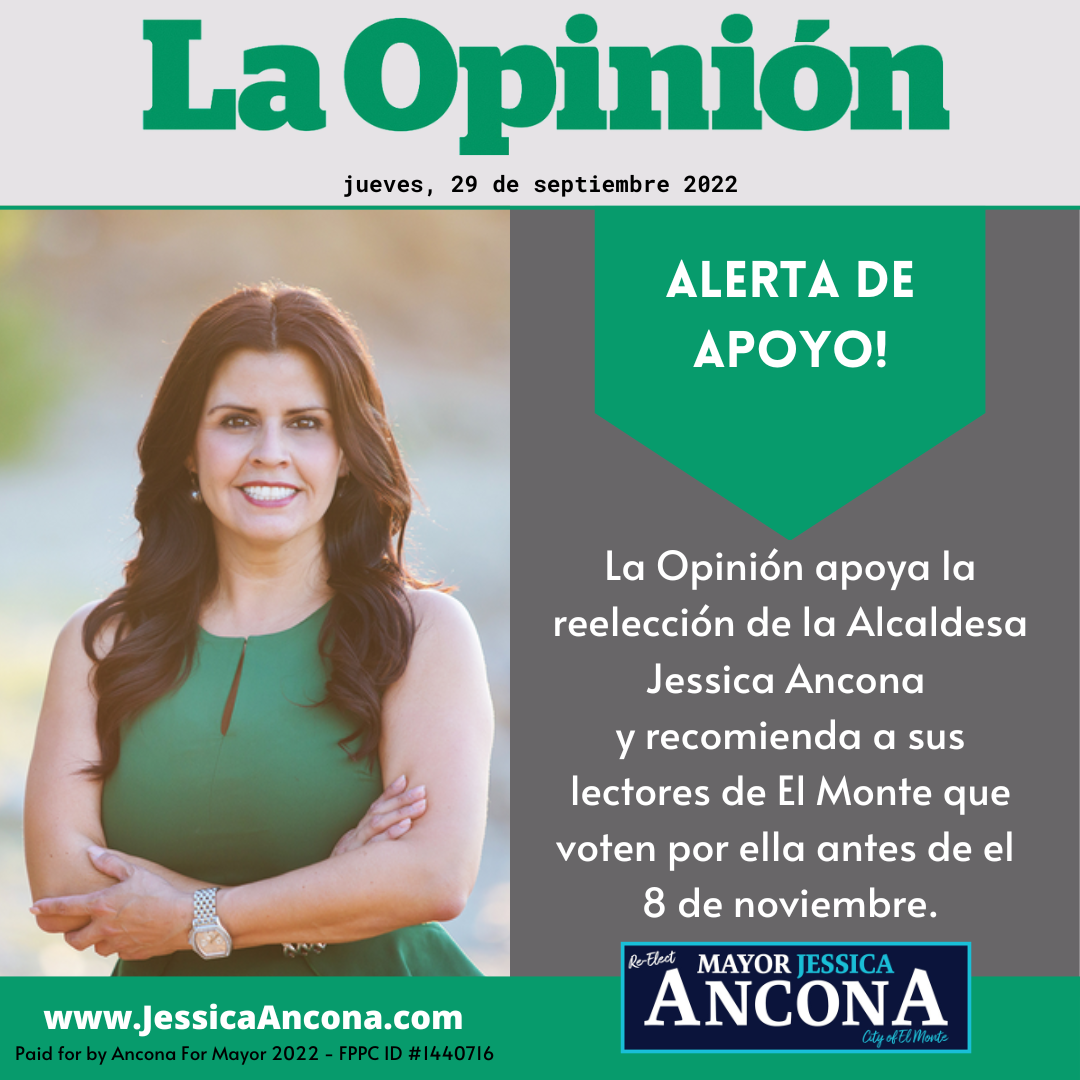 La Opinión
jueves, 29 de septiembre 2022
ALERTA DE
APOYO!
La Opinión apoya la
reelección de la Alcaldesa
Jessica Ancona
y recomienda a sus
lectores de El Monte que
voten por ella antes de el
8 de noviembre.
Re-Elect
MAYOR JESSICA
ANCONA
City of El Monte
www.JessicaAncona.com
Paid for by Ancona For Mayor 2022 - FPPC ID #1440716